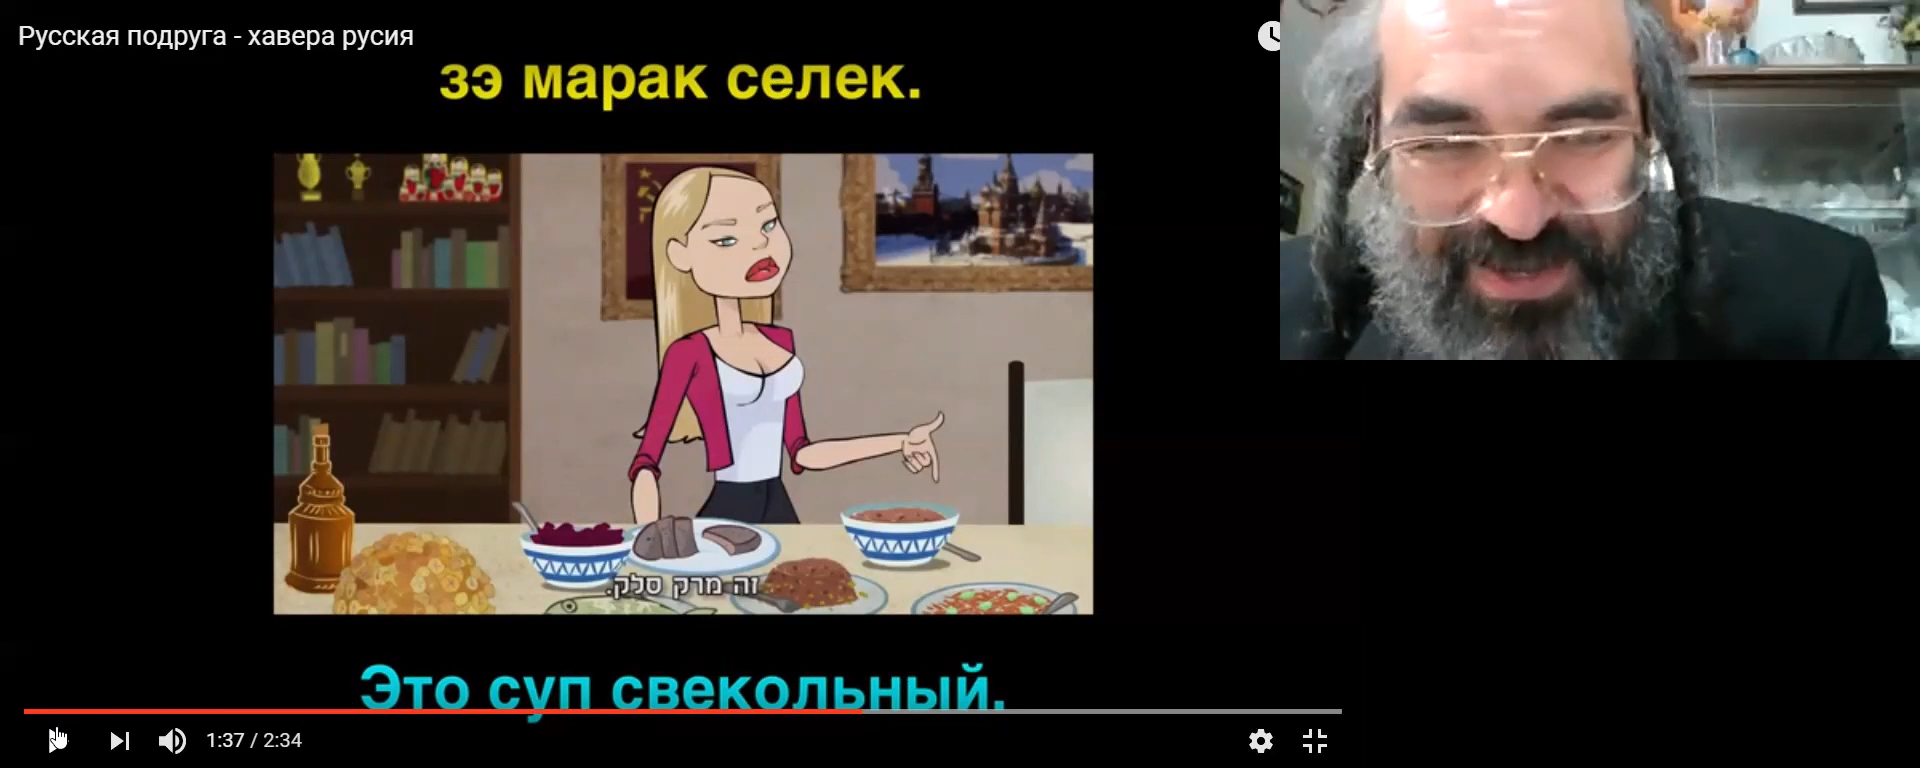 Русская подруга - хавера русия
зэ марак селек.
זה מרק סלק.
Это суп свекольный.
1:37 / 2:34